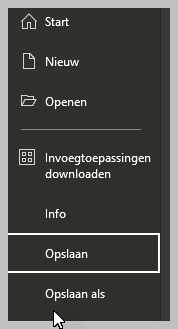 Start
Nieuw
Openen
Invoegtoepassingen
downloaden
Info
Opslaan
Opslaan als